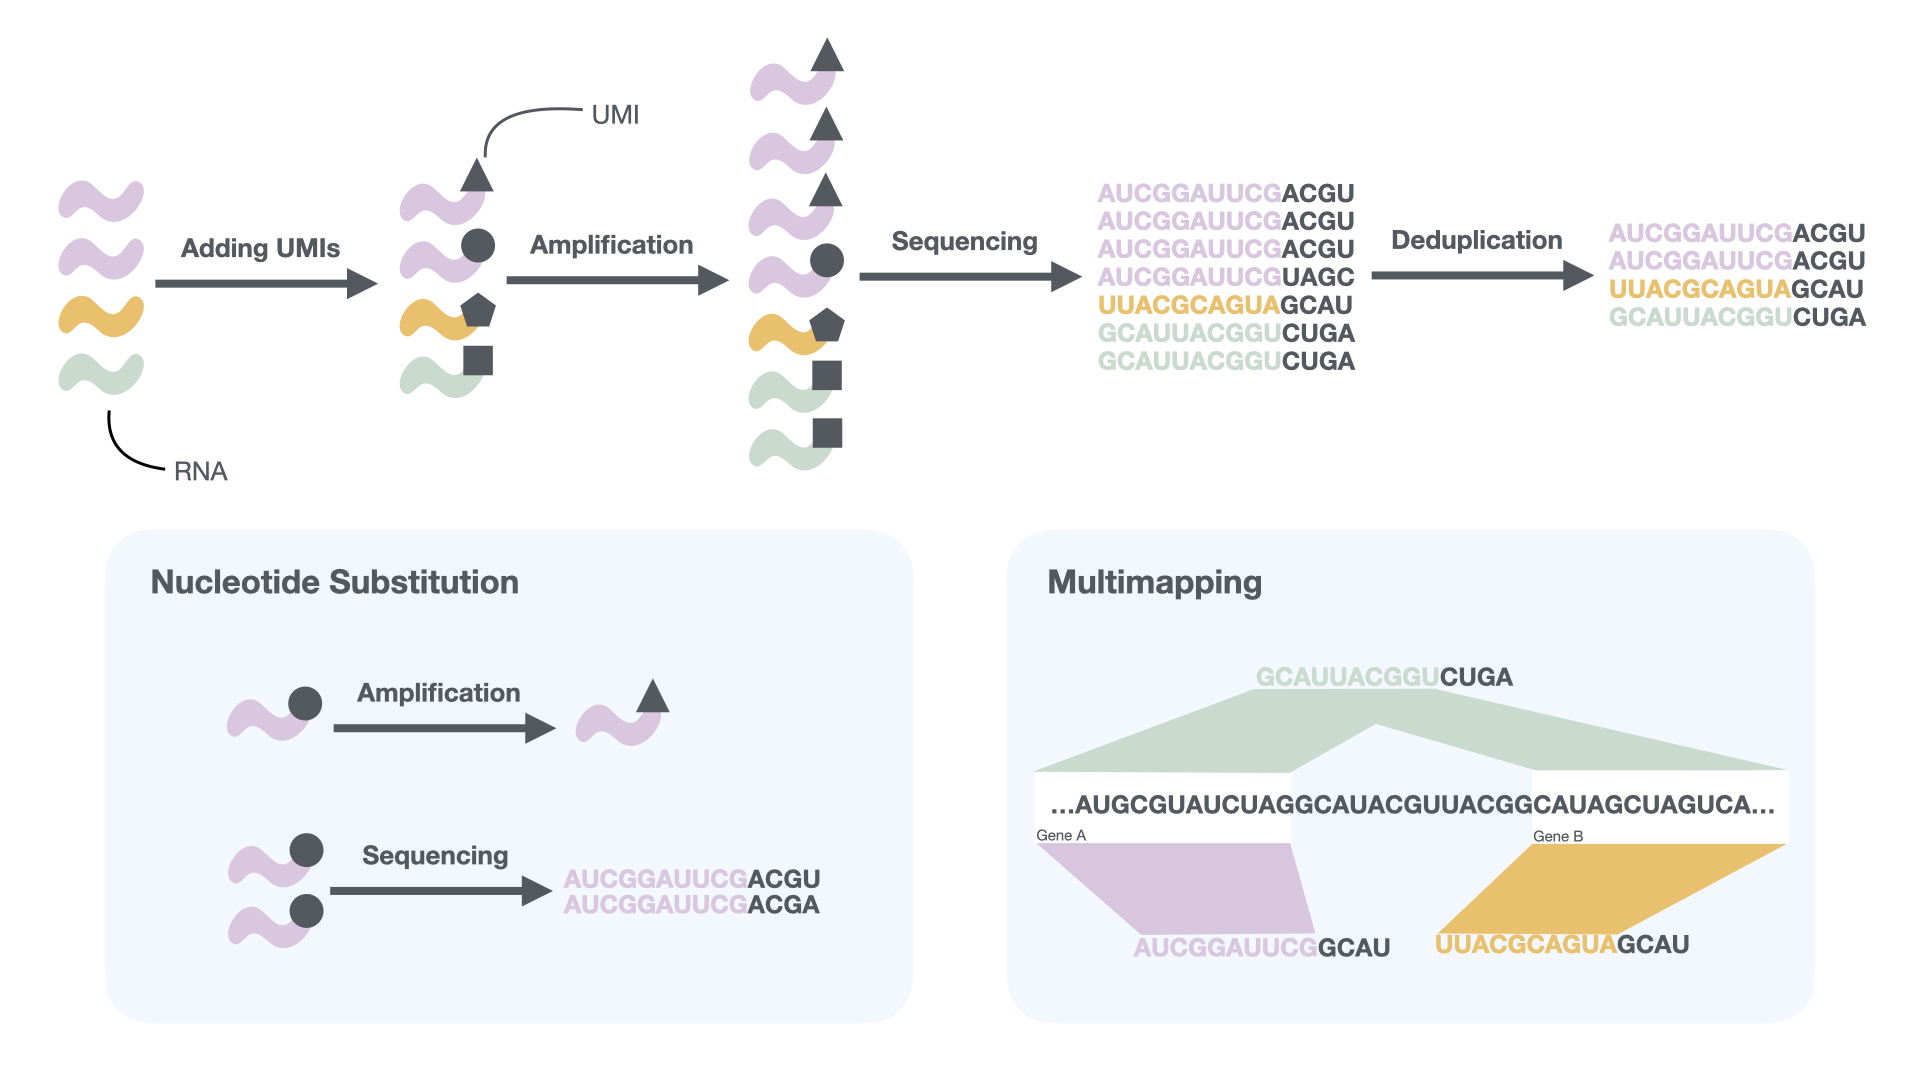 UMI
Adding UMIs
Amplification
Sequencing
Deduplication
RNA
AUCGGAUUCGACGU
AUCGGAUUCGACGU
AUCGGAUUCGACGU
AUCGGAUUCGUAGC
UUACGCAGUAGCAU
GCAUUACGGUCUGA
GCAUUACGGUCUGA
AUCGGAUUCGACGU
AUCGGAUUCGACGU
UUACGCAGUAGCAU
GCAUUACGGUCUGA
Nucleotide Substitution
Amplification
Sequencing
AUCGGAUUCGACGU
AUCGGAUUCGACGA
Multimapping
GCAUUACGGUCUGA
...AUGCGUAUCUAGGCAUACGUUACGGCAUAGCUAGUCA...
Gene A
Gene B
AUCGGAUUCGGCAU
UUACGCAGUAGCAU